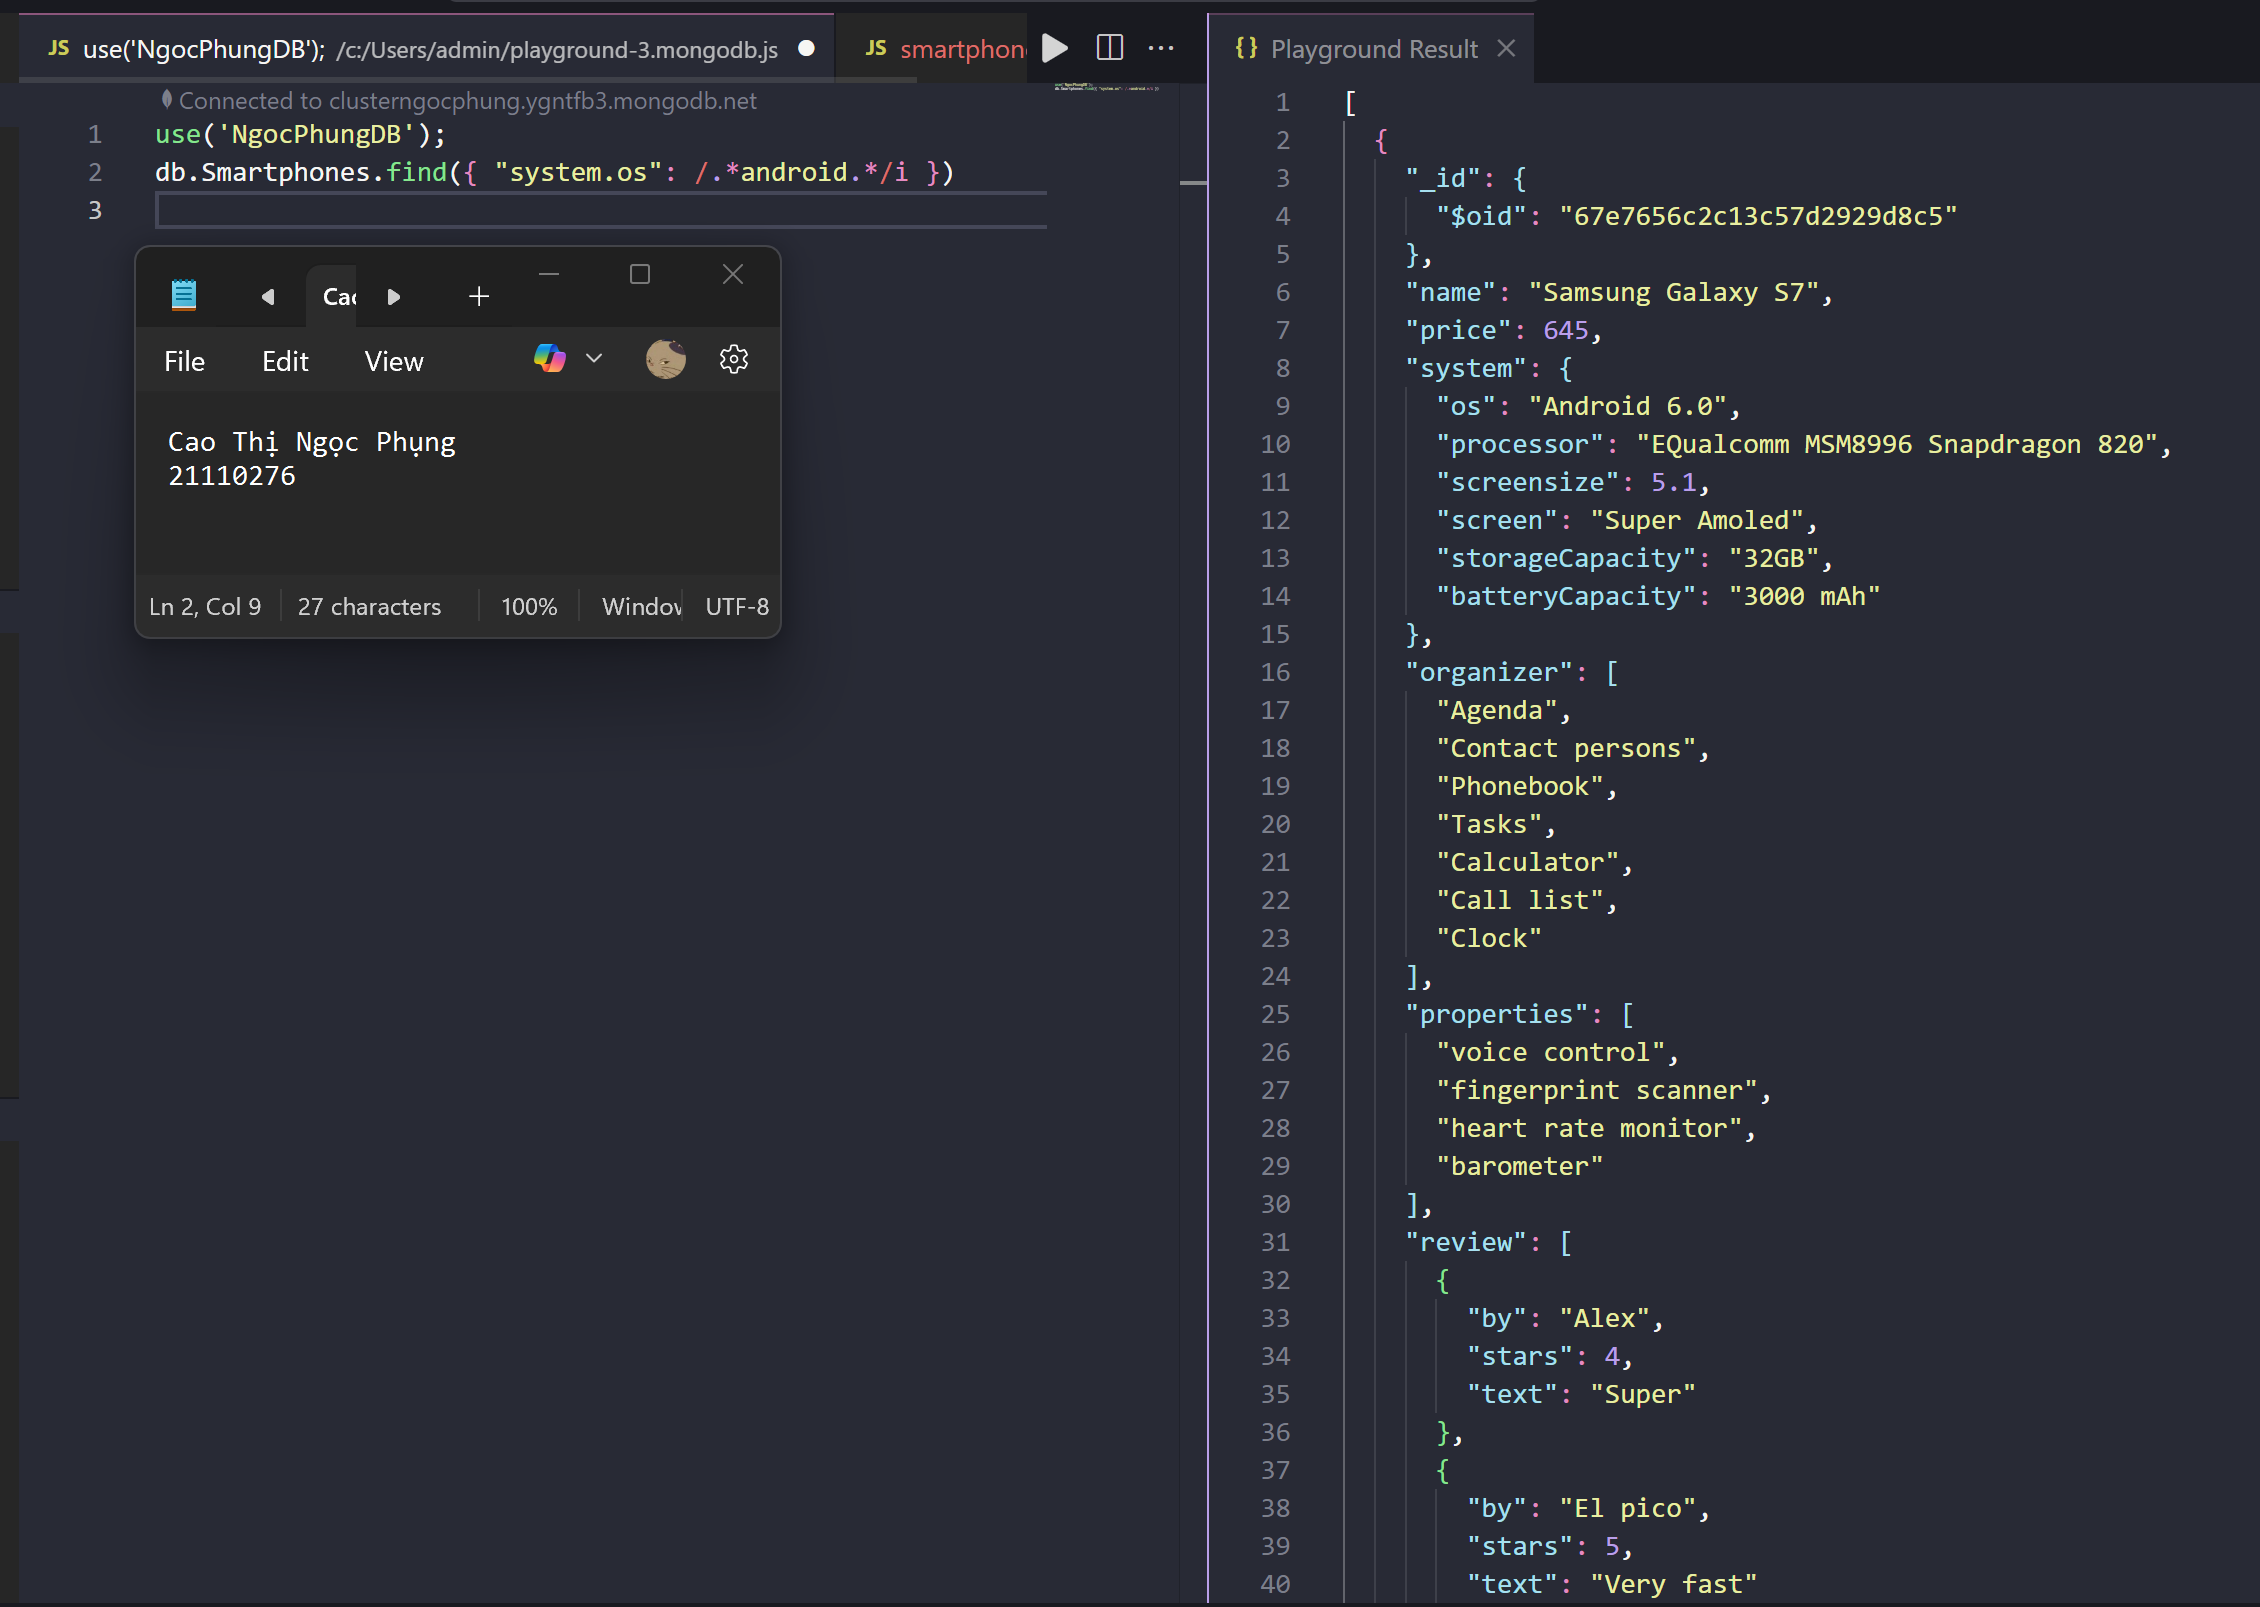 JS use('NgocPhungDB'); /c:/Users/admin/playground-3.mongodb.js
JS smartphon
Connected to clusterngocphung.ygntfb3.mongodb.net
1 use('NgocPhungDB');
2 db.Smartphones.find({ "system.os": /.*android.*/i })
3
Cao
File Edit View
Cao Thị Ngọc Phụng
21110276
Ln 2, Col 9 27 characters 100% Window UTF-8
{} Playground Result
1 [
2 {
3 "_id": {
4 "$oid": "67e7656c2c13c57d2929d8c5"
5 },
6 "name": "Samsung Galaxy S7",
7 "price": 645,
8 "system": {
9 "os": "Android 6.0",
10 "processor": "EQualcomm MSM8996 Snapdragon 820",
11 "screensize": 5.1,
12 "screen": "Super Amoled",
13 "storageCapacity": "32GB",
14 "batteryCapacity": "3000 mAh"
15 },
16 "organizer": [
17 "Agenda",
18 "Contact persons",
19 "Phonebook",
20 "Tasks",
21 "Calculator",
22 "Call list",
23 "Clock"
24 ],
25 "properties": [
26 "voice control",
27 "fingerprint scanner",
28 "heart rate monitor",
29 "barometer"
30 ],
31 "review": [
32 {
33 "by": "Alex",
34 "stars": 4,
35 "text": "Super"
36 },
37 {
38 "by": "El pico",
39 "stars": 5,
40 "text": "Very fast"